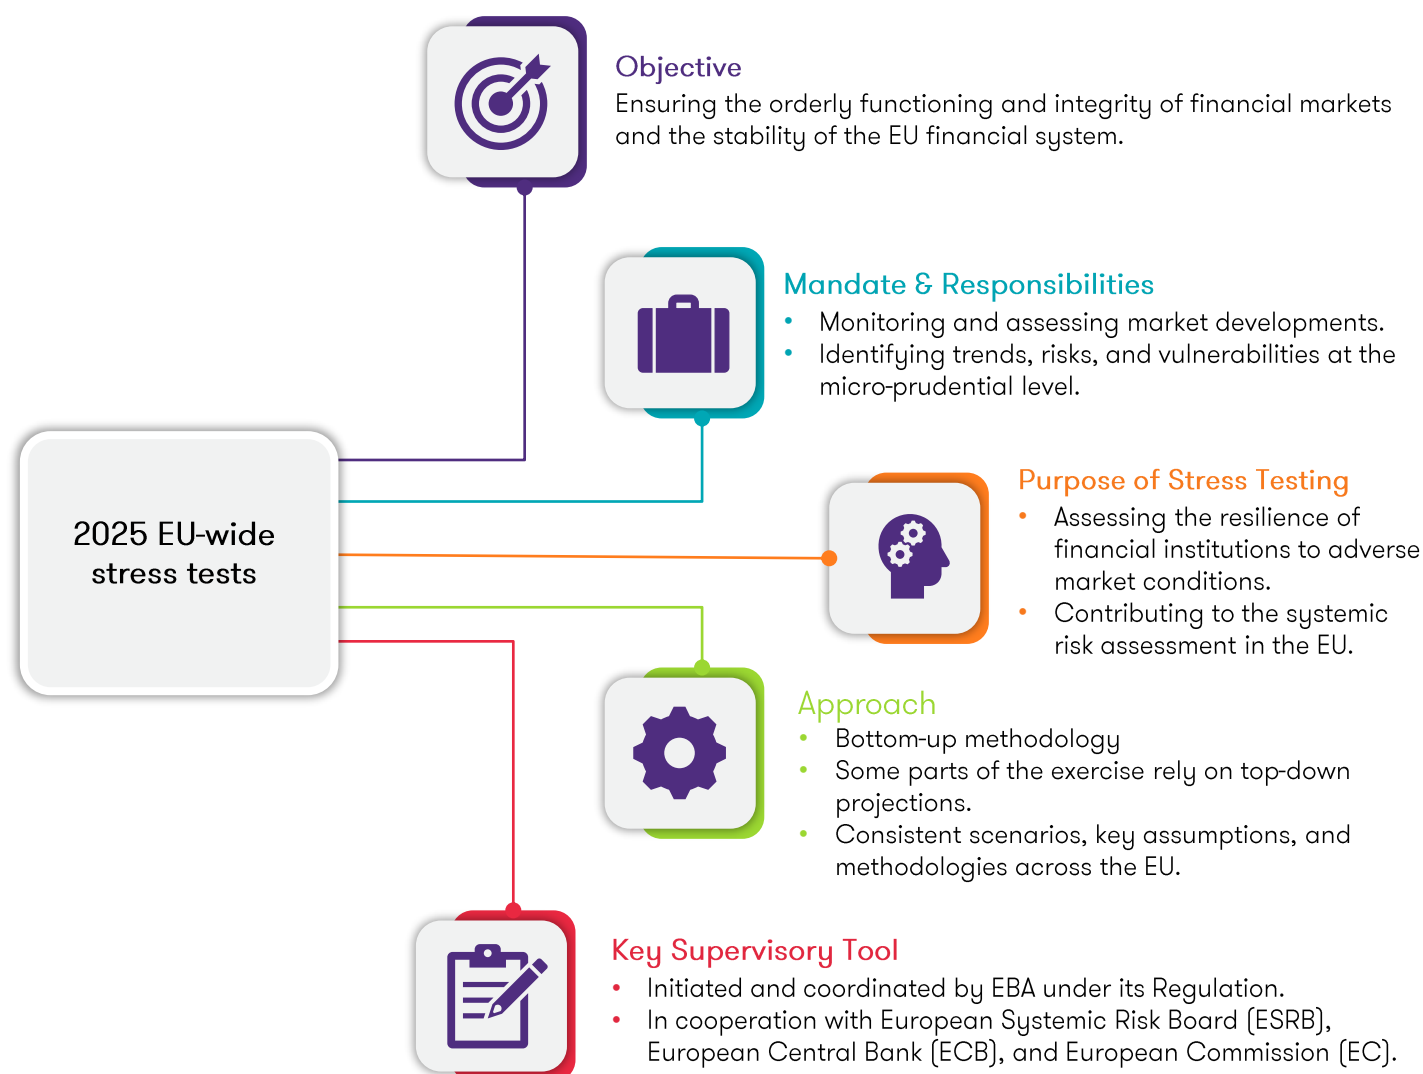 Objective
Ensuring the orderly functioning and integrity of financial markets
and the stability of the EU financial system.
Mandate & Responsibilities
• Monitoring and assessing market developments.
• Identifying trends, risks, and vulnerabilities at the
micro-prudential level.
2025 EU-wide
stress tests
Purpose of Stress Testing
• Assessing the resilience of
financial institutions to adverse
market conditions.
• Contributing to the systemic
risk assessment in the EU.
Approach
• Bottom-up methodology
• Some parts of the exercise rely on top-down
projections.
• Consistent scenarios, key assumptions, and
methodologies across the EU.
Key Supervisory Tool
• Initiated and coordinated by EBA under its Regulation.
• In cooperation with European Systemic Risk Board (ESRB),
European Central Bank (ECB), and European Commission (EC).